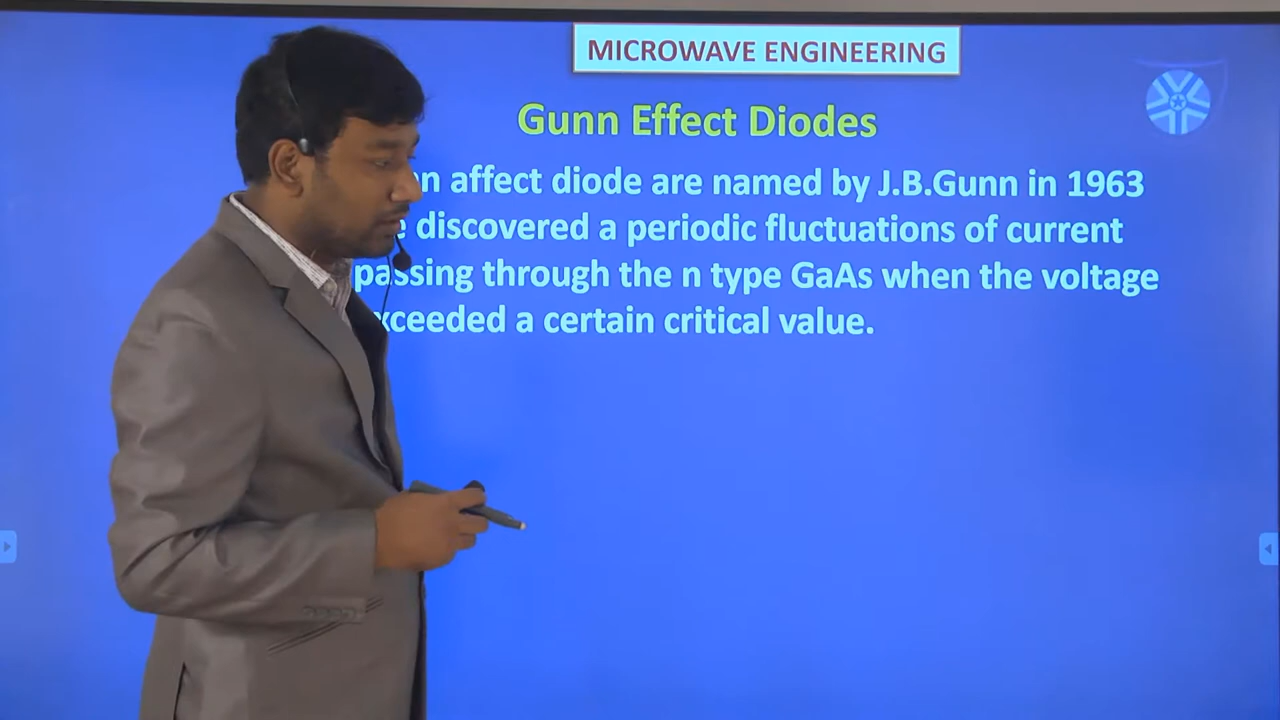 MICROWAVE ENGINEERING
Gunn Effect Diodes
affect diode are named by J.B.Gunn in 1963
discovered a periodic fluctuations of current
passing through the n type GaAs when the voltage
a certain critical value.